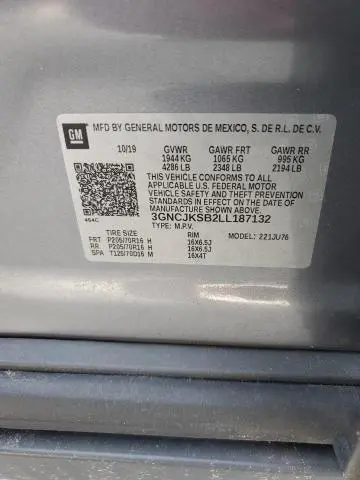 GM
MFD BY GENERAL MOTORS DE MEXICO, S. DE R.L. DE C.V.
10/19 GVWR GAWR FRT GAWR RR
1944 KG 1065 KG 995 KG
4286 LB 2348 LB 2194 LB
THIS VEHICLE CONFORMS TO ALL
APPLICABLE U.S. FEDERAL MOTOR
VEHICLE SAFETY AND THEFT PREVENTION
STANDARDS IN EFFECT ON THE DATE OF
MANUFACTURE SHOWN ABOVE.
3GNCJKSB2LL187132
TYPE: M.P.V.
TIRE SIZE RIM MODEL: 221JU76
FRT P205/70R16 H 16X6.5J
RR P205/70R16 H 16X6.5J
SPA T125/70D16 M 16X4T